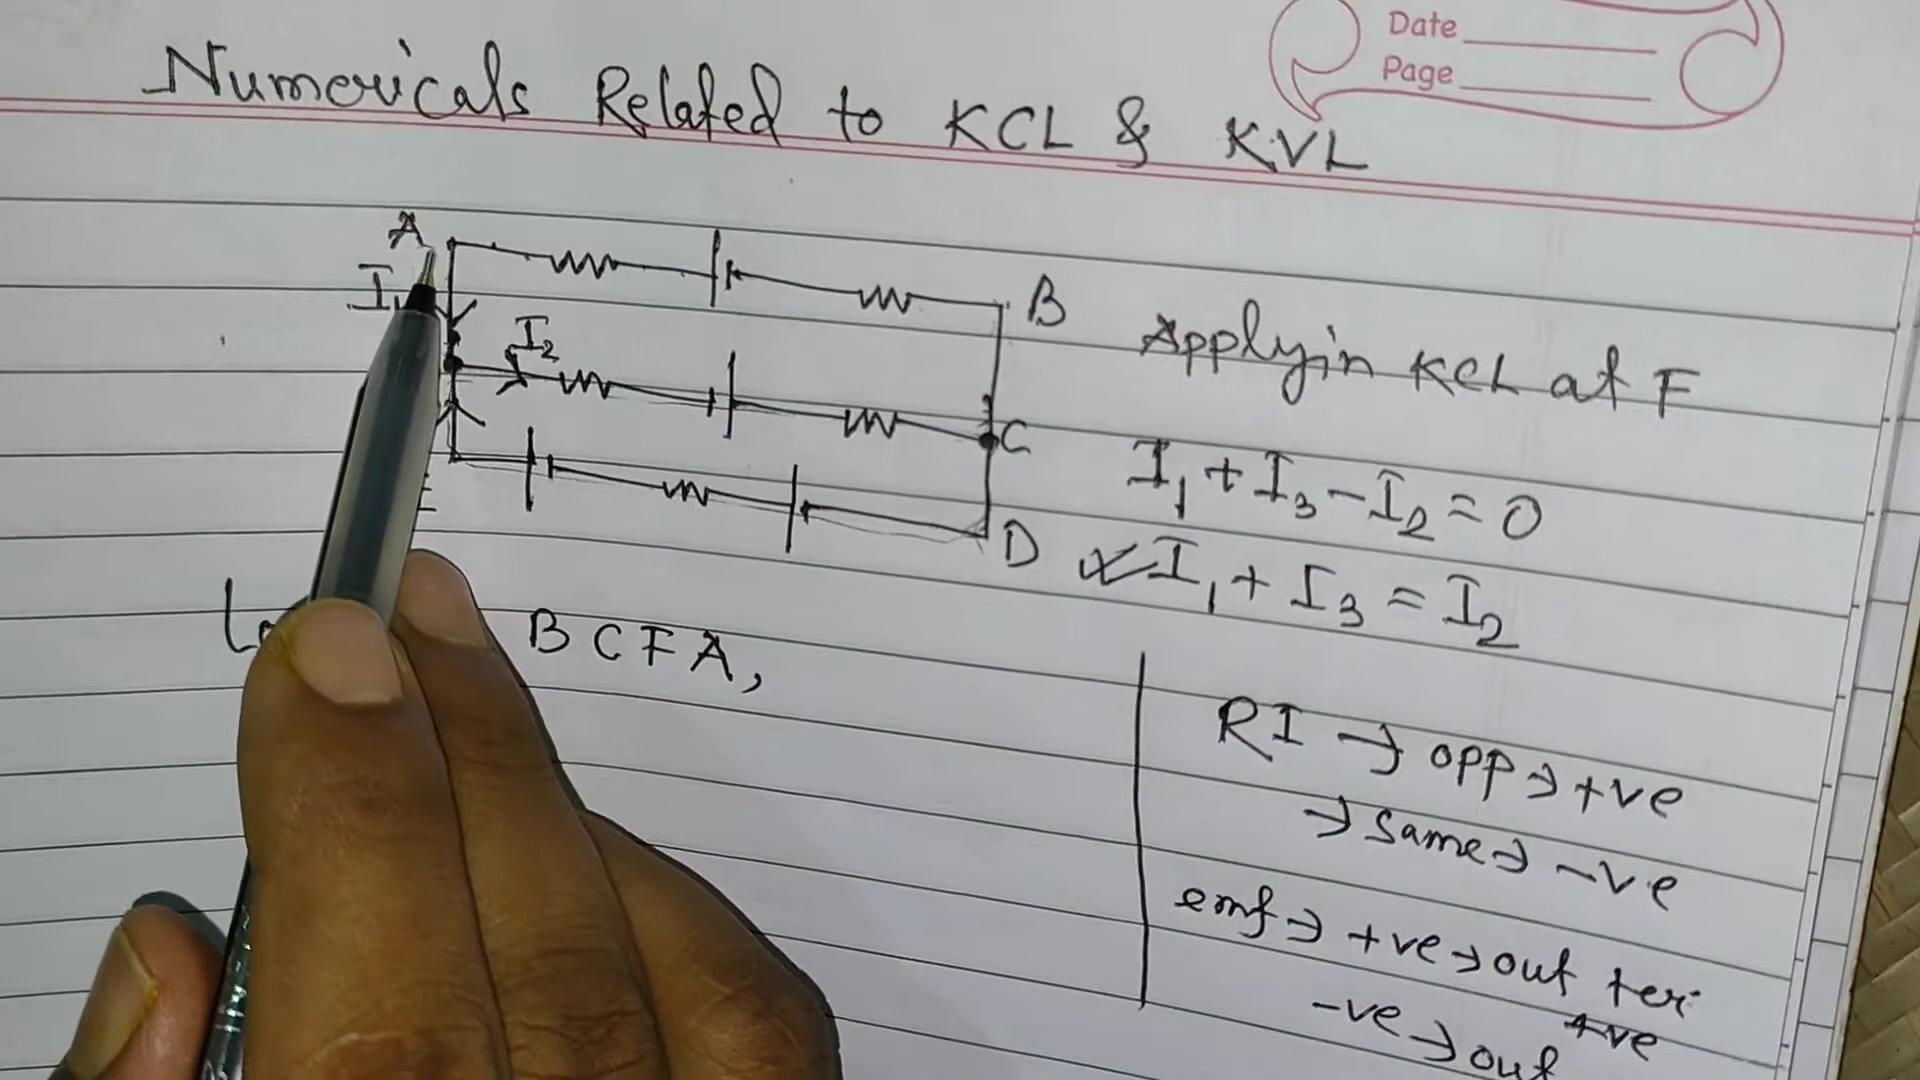 Date
Page
Numericals Related to KCL & KVL
A
I1
I2
B
C
D
Applyin KCL at F
I1 + I3 - I2 = 0
I1 + I3 = I2
B C F A,
RI → opp → +ve
→ same → -ve
emf → +ve → out ter
+ve
-ve → out